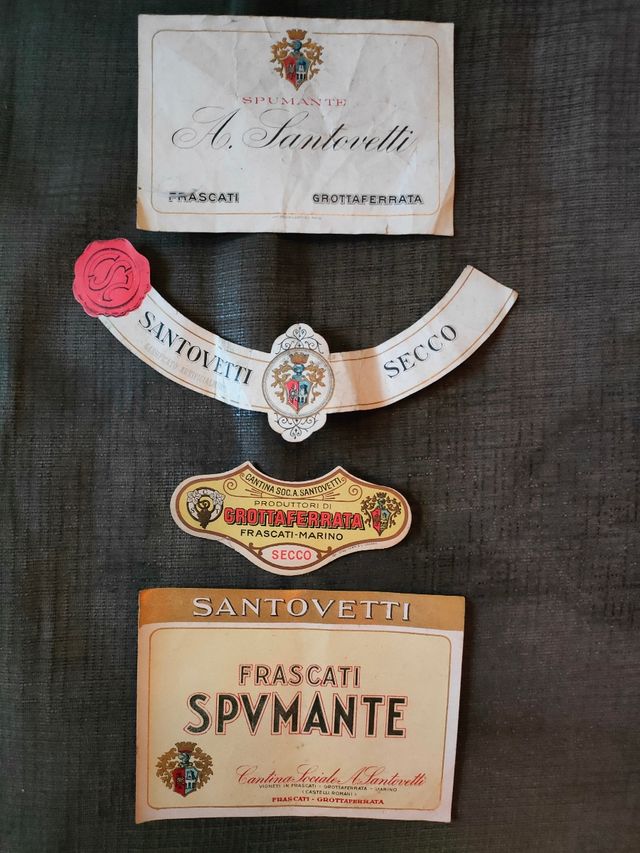 SPUMANTE
A. Santovetti
FRASCATI GROTTAFERRATA
SANTOVETTI SECCO
CANTINA SOC. A. SANTOVETTI
PRODUTTORI DI
GROTTAFERRATA
FRASCATI-MARINO
SECCO
SANTOVETTI
FRASCATI
SPVMANTE
Cantina Sociale A. Santovetti
VIGNETI IN FRASCATI - GROTTAFERRATA - MARINO
(CASTELLI ROMANI)
FRASCATI - GROTTAFERRATA